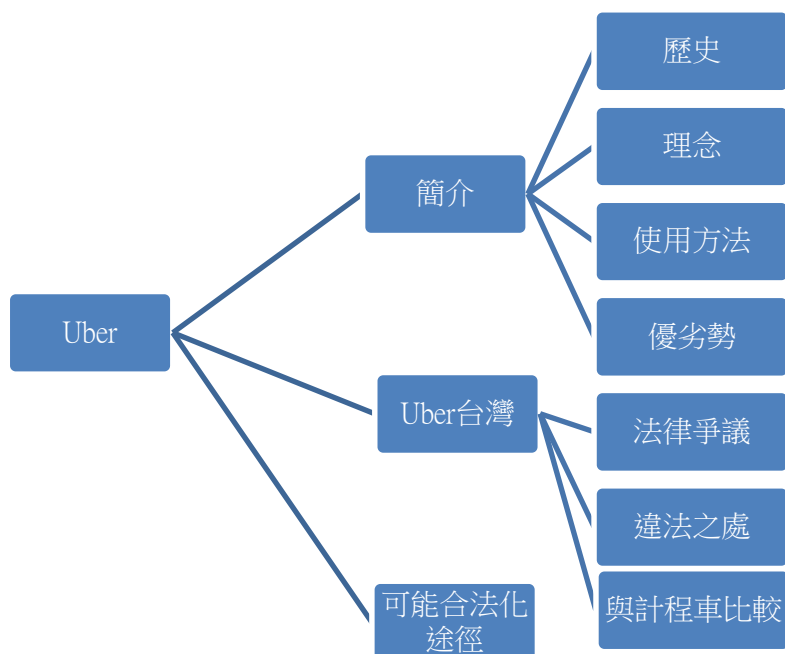 Uber
簡介
歷史
理念
使用方法
優劣勢
Uber台灣
法律爭議
違法之處
與計程車比較
可能合法化
途徑